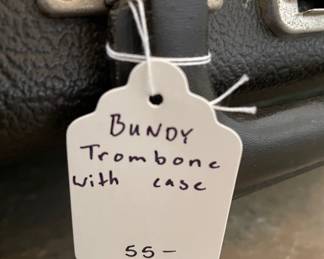 BUNDY
Trombone
with case
55-